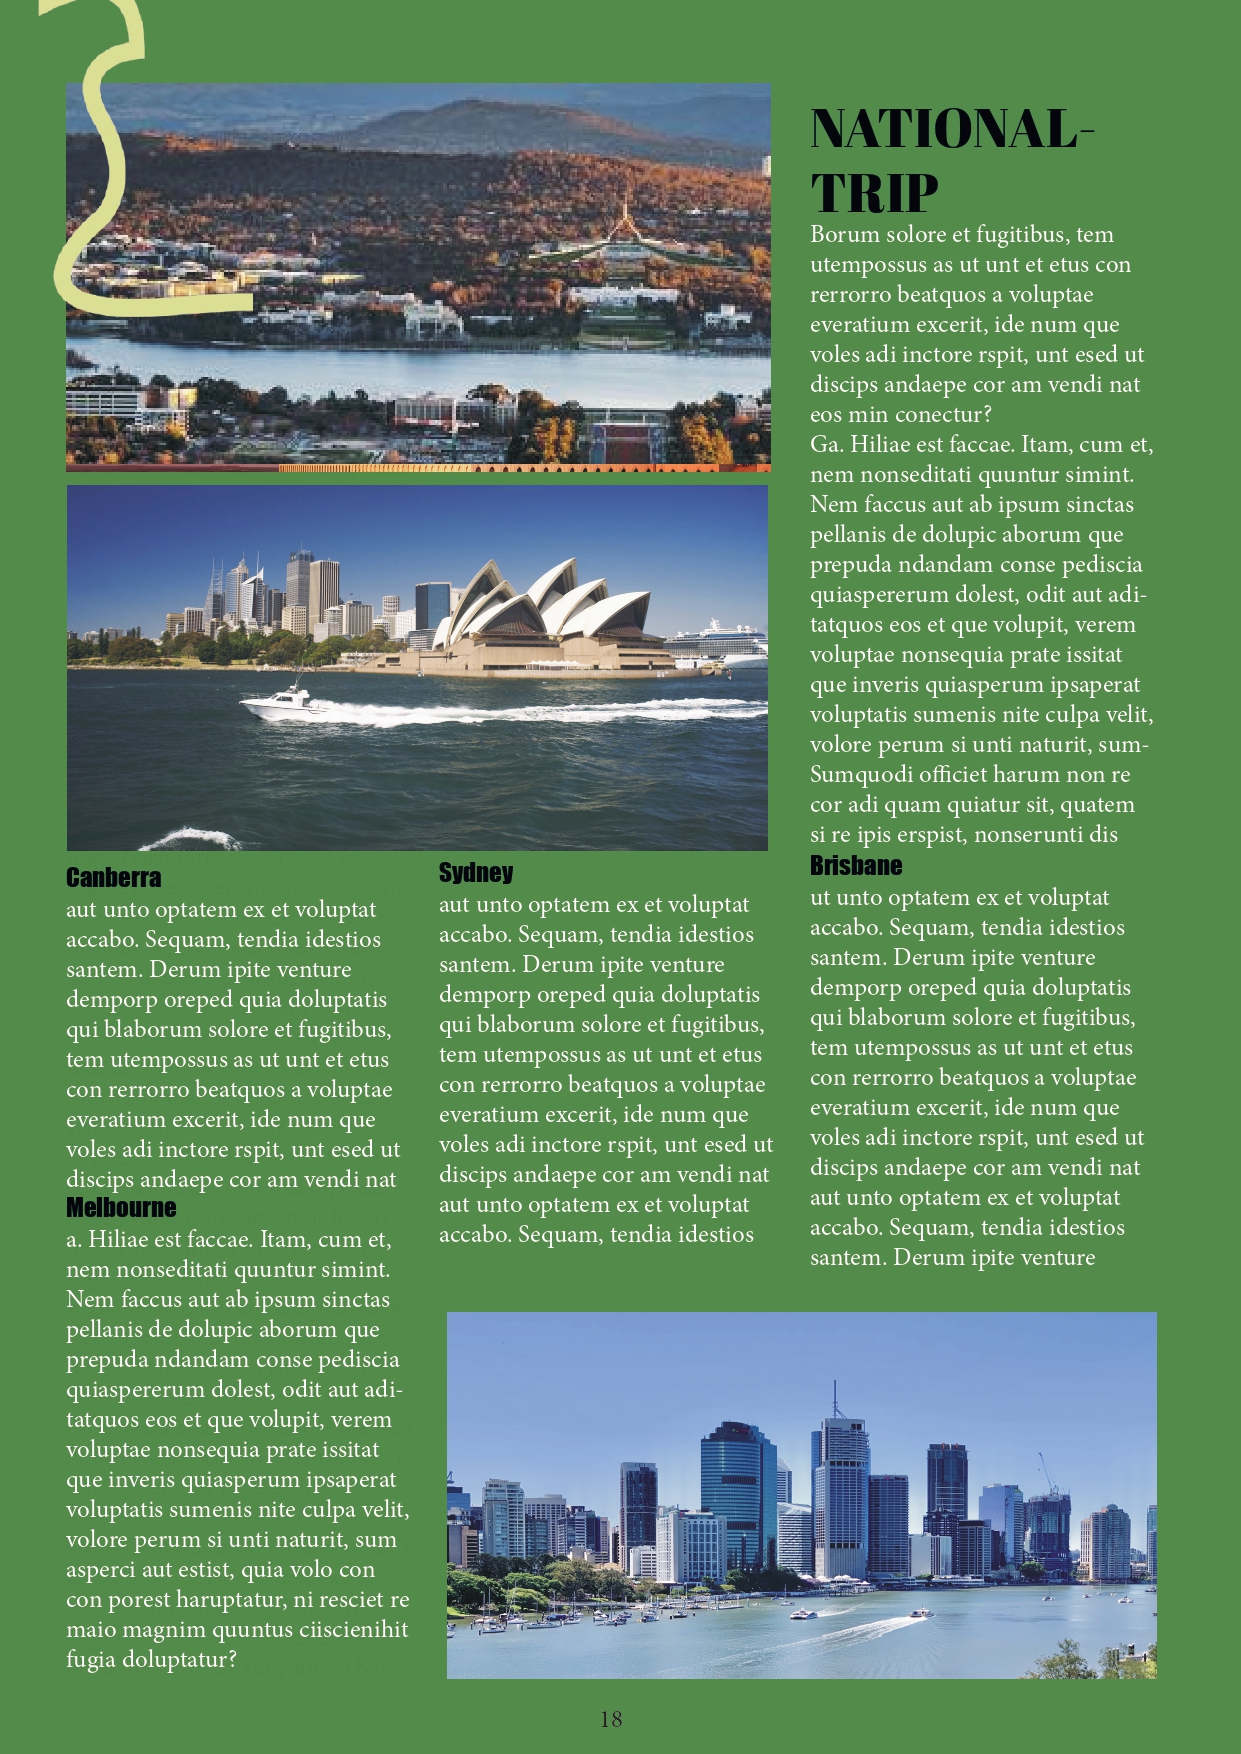 NATIONAL-
TRIP
Borum solore et fugitibus, tem
utempossus as ut unt et etus con
rerrorro beatquos a voluptae
everatium excerit, ide num que
voles adi inctore rspit, unt esed ut
discips andaepe cor am vendi nat
eos min conectur?
Ga. Hiliae est faccae. Itam, cum et,
nem nonseditati quuntur simint.
Nem faccus aut ab ipsum sinctas
pellanis de dolupic aborum que
prepuda ndandam conse pediscia
quiaspererum dolest, odit aut adi-
tatquos eos et que volupit, verem
voluptae nonsequia prate issitat
que inveris quiasperum ipsaperat
voluptatis sumenis nite culpa velit,
volore perum si unti naturit, sum-
Sumquodi officiet harum non re
cor adi quam quiatur sit, quatem
si re ipis erspist, nonserunti dis
Canberra
aut unto optatem ex et voluptat
accabo. Sequam, tendia idestios
santem. Derum ipite venture
demporp oreped quia doluptatis
qui blaborum solore et fugitibus,
tem utempossus as ut unt et etus
con rerrorro beatquos a voluptae
everatium excerit, ide num que
voles adi inctore rspit, unt esed ut
discips andaepe cor am vendi nat
Melbourne
a. Hiliae est faccae. Itam, cum et,
nem nonseditati quuntur simint.
Nem faccus aut ab ipsum sinctas
pellanis de dolupic aborum que
prepuda ndandam conse pediscia
quiaspererum dolest, odit aut adi-
tatquos eos et que volupit, verem
voluptae nonsequia prate issitat
que inveris quiasperum ipsaperat
voluptatis sumenis nite culpa velit,
volore perum si unti naturit, sum
asperci aut estist, quia volo con
con porest haruptatur, ni resciet re
maio magnim quuntus ciiscienihit
fugia doluptatur?
Sydney
aut unto optatem ex et voluptat
accabo. Sequam, tendia idestios
santem. Derum ipite venture
demporp oreped quia doluptatis
qui blaborum solore et fugitibus,
tem utempossus as ut unt et etus
con rerrorro beatquos a voluptae
everatium excerit, ide num que
voles adi inctore rspit, unt esed ut
discips andaepe cor am vendi nat
aut unto optatem ex et voluptat
accabo. Sequam, tendia idestios
Brisbane
ut unto optatem ex et voluptat
accabo. Sequam, tendia idestios
santem. Derum ipite venture
demporp oreped quia doluptatis
qui blaborum solore et fugitibus,
tem utempossus as ut unt et etus
con rerrorro beatquos a voluptae
everatium excerit, ide num que
voles adi inctore rspit, unt esed ut
discips andaepe cor am vendi nat
aut unto optatem ex et voluptat
accabo. Sequam, tendia idestios
santem. Derum ipite venture
18